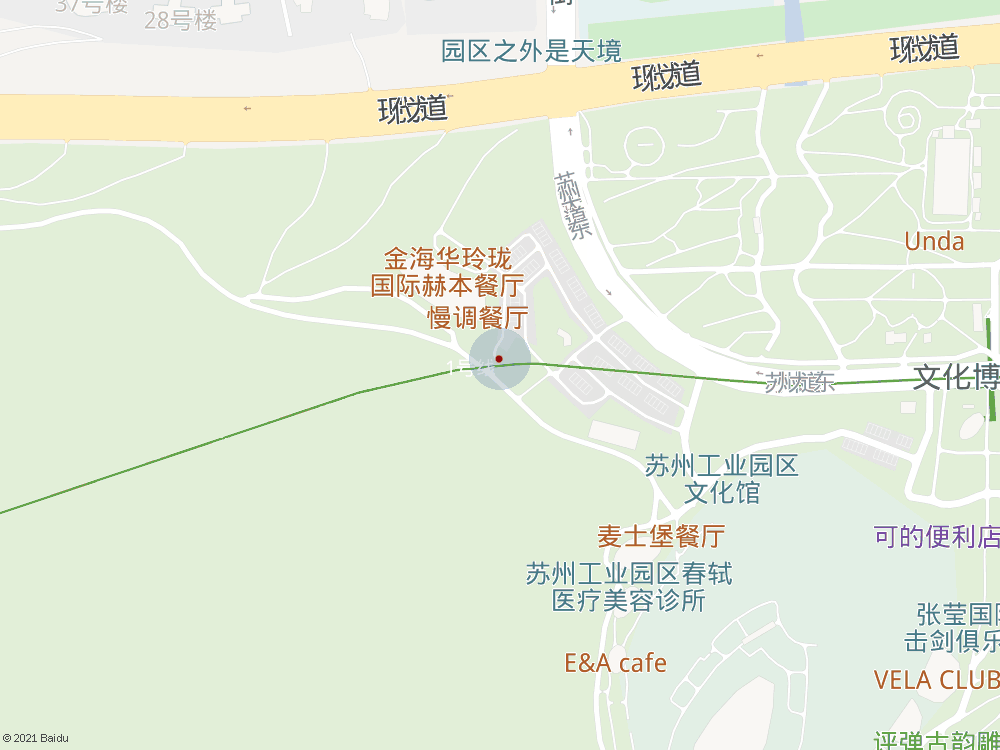 37号楼
28号楼
街
园区之外是天境
现代大道
现代大道
现代大道
苏州大道东
Unda
金海华玲珑
国际赫本餐厅
慢调餐厅
1号线
苏州大道东
文化博
苏州工业园区
文化馆
麦士堡餐厅
可的便利店
苏州工业园区春轼
医疗美容诊所
张莹国际
击剑俱乐
E&A cafe
VELA CLUB
评弹古韵雕
© 2021 Baidu